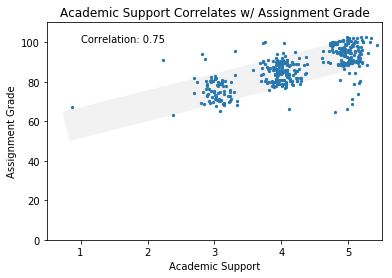 Academic Support Correlates w/ Assignment Grade
Correlation: 0.75
100
80
60
40
20
0
Assignment Grade
1
2
3
4
5
Academic Support